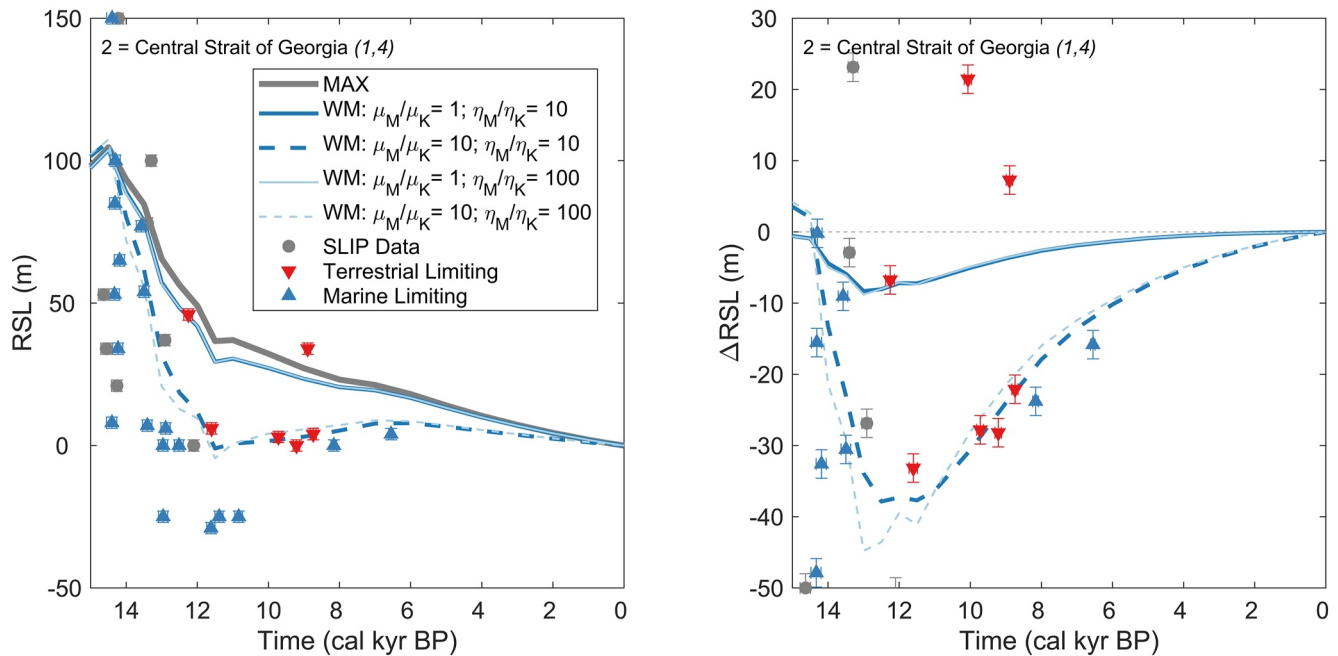 2 = Central Strait of Georgia (1,4)
MAX
WM: μM/μK= 1; ηM/ηK= 10
WM: μM/μK= 10; ηM/ηK= 10
WM: μM/μK= 1; ηM/ηK= 100
WM: μM/μK= 10; ηM/ηK= 100
SLIP Data
Terrestrial Limiting
Marine Limiting
150
100
50
0
-50
RSL (m)
14 12 10 8 6 4 2 0
Time (cal kyr BP)
2 = Central Strait of Georgia (1,4)
30
20
10
0
-10
-20
-30
-40
-50
ΔRSL (m)
14 12 10 8 6 4 2 0
Time (cal kyr BP)